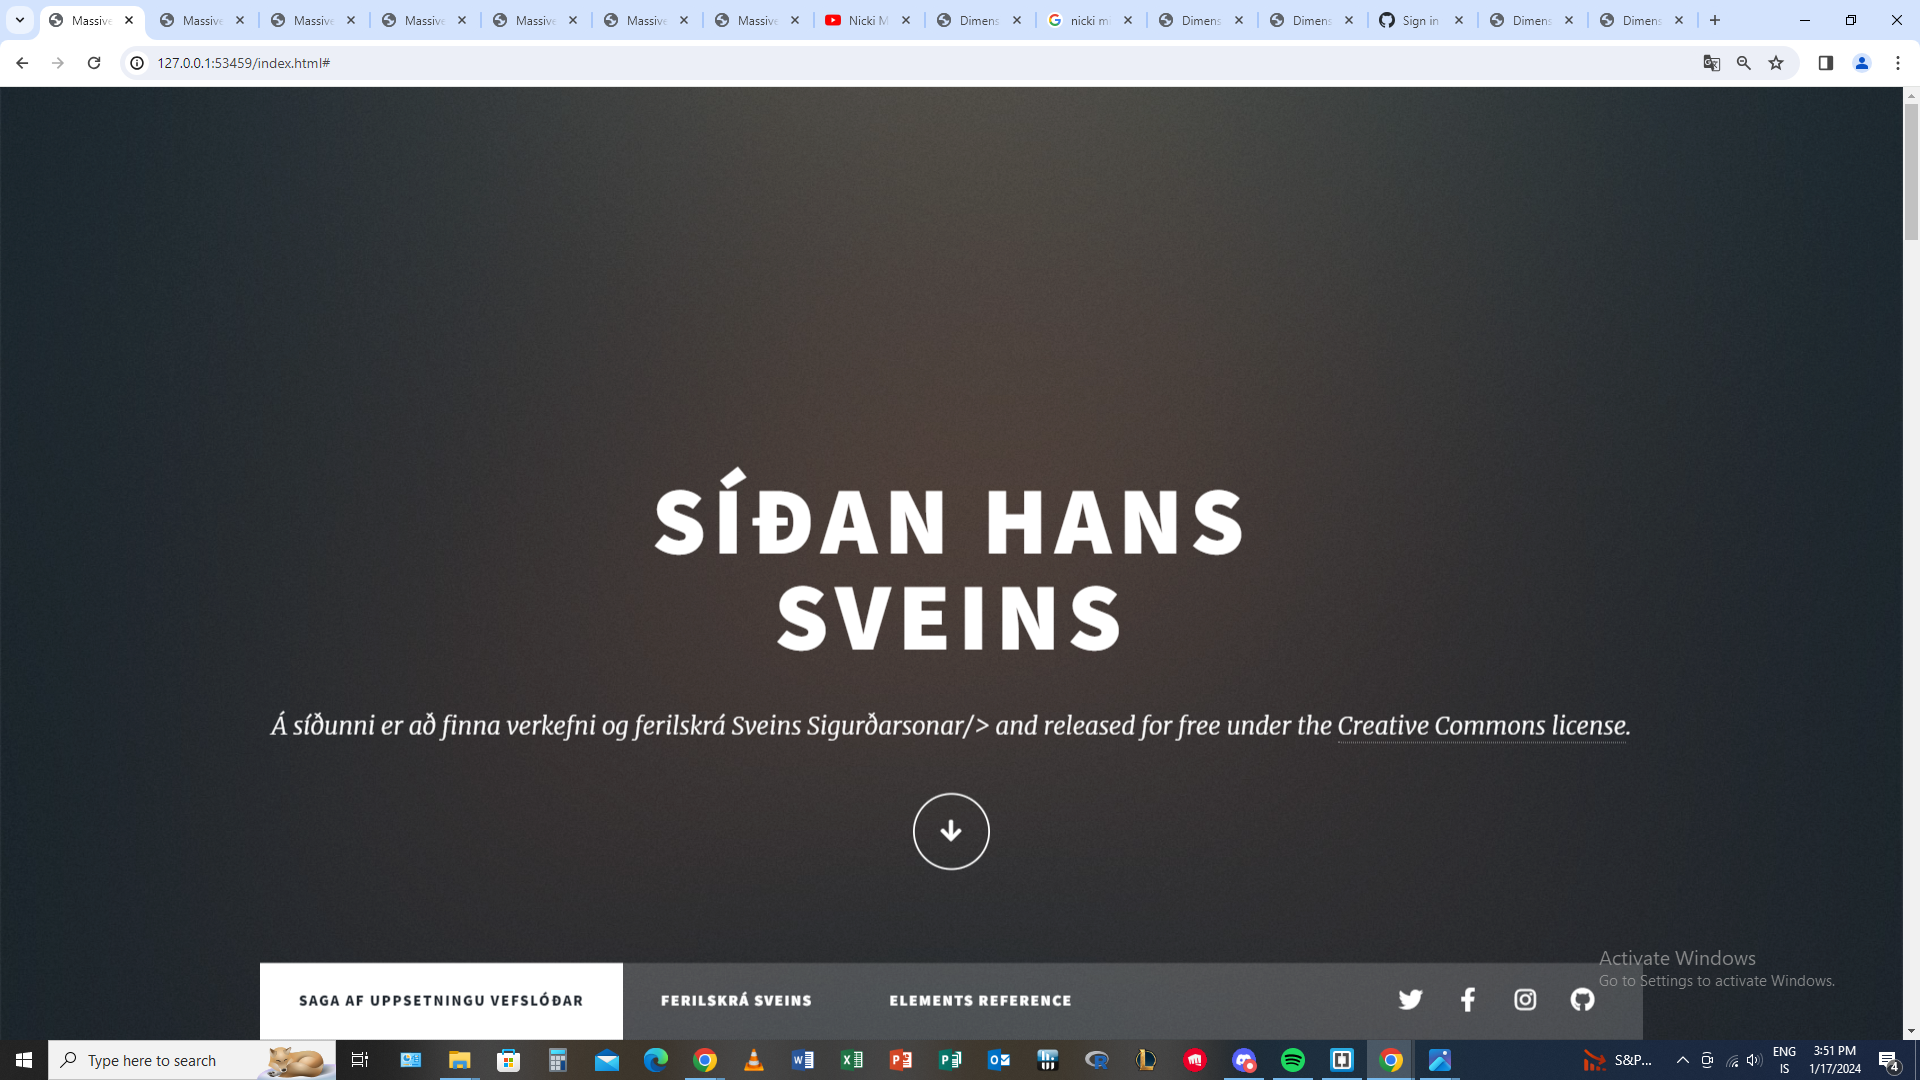 Massive
Massive
Massive
Massive
Massive
Massive
Massive
Nicki M
Dimens
nicki m
Dimens
Dimens
Sign in
Dimens
Dimens
127.0.0.1:53459/index.html#
SÍÐAN HANS
SVEINS
Á síðunni er að finna verkefni og ferilskrá Sveins Sigurðarsonar/> and released for free under the Creative Commons license.
SAGA AF UPPSETNINGU VEFSLÓÐAR
FERILSKRÁ SVEINS
ELEMENTS REFERENCE
Activate Windows
Go to Settings to activate Windows.
Type here to search
S&P...
ENG
IS
3:51 PM
1/17/2024
4